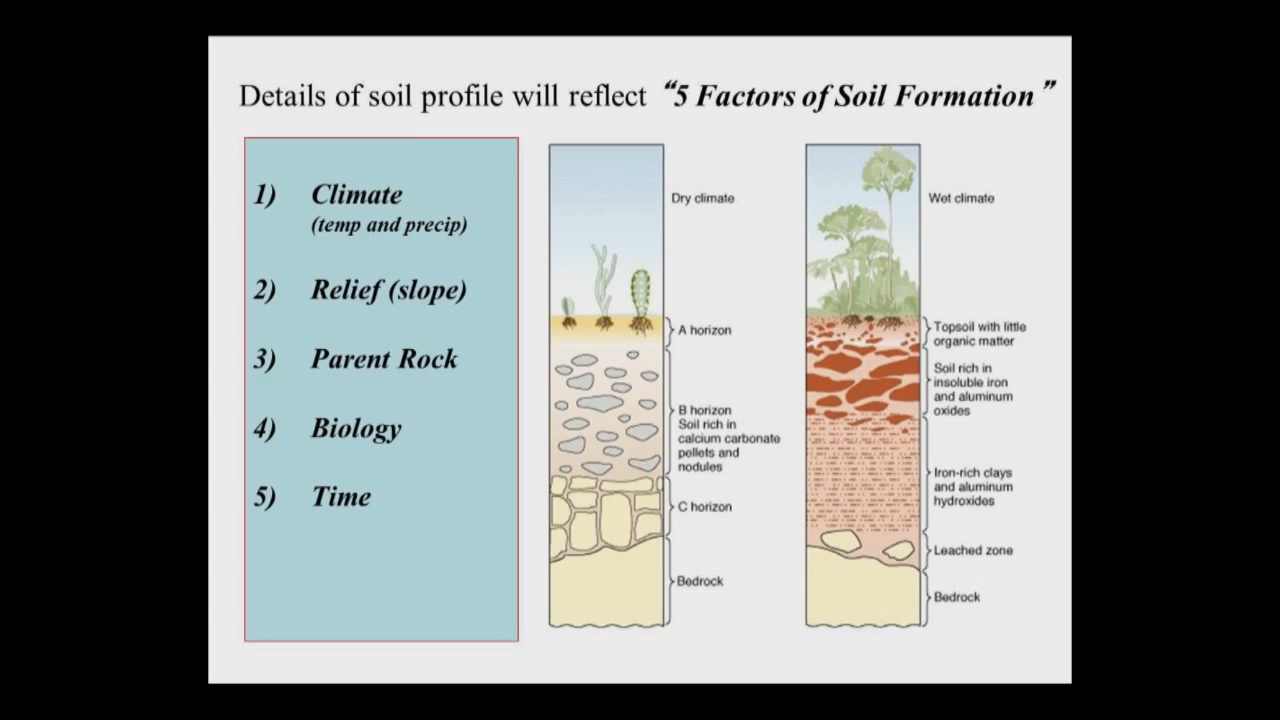 Details of soil profile will reflect “5 Factors of Soil Formation”
1) Climate
(temp and precip)
2) Relief (slope)
3) Parent Rock
4) Biology
5) Time
Dry climate
A horizon
B horizon
Soil rich in
calcium carbonate
pellets and
nodules
C horizon
Bedrock
Wet climate
Topsoil with little
organic matter
Soil rich in
insoluble iron
and aluminum
oxides
Iron-rich clays
and aluminum
hydroxides
Leached zone
Bedrock